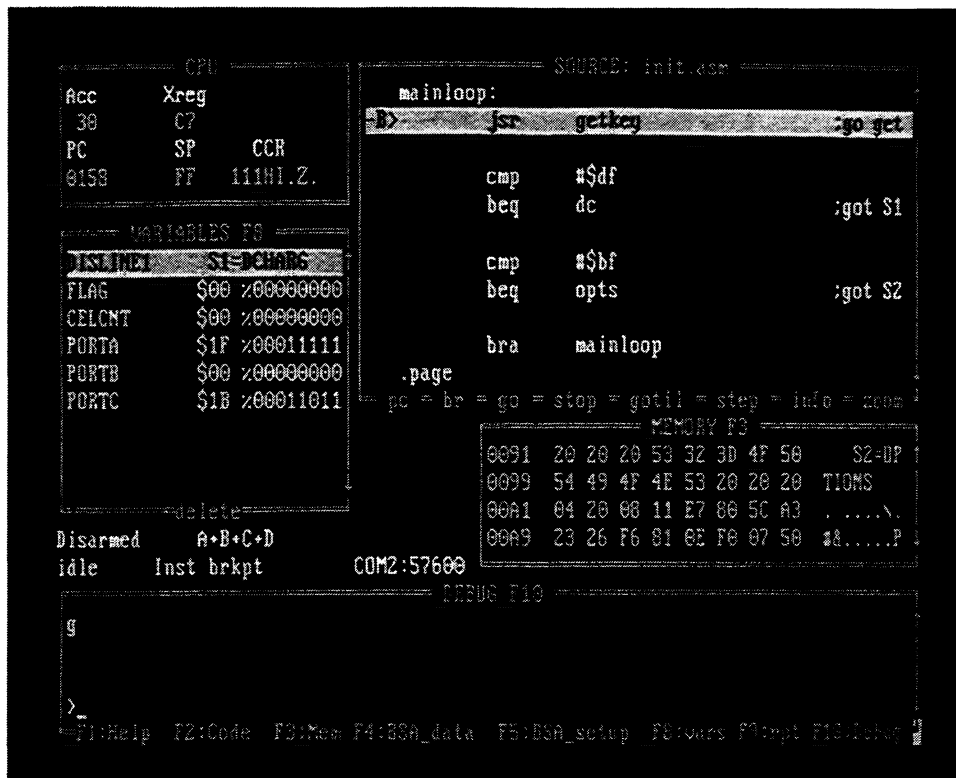 CPU
Acc Xreg
38 C7
PC SP CCR
0158 FF 111HI.Z.
SOURCE: init.asm
mainloop:
-B> jsr getkey ;go get
cmp #$df
beq dc ;got S1
cmp #$bf
beq opts ;got S2
bra mainloop
.page
pc = br = go = stop = gotil = step = info = zoom
VARIABLES F8
DISLINE1 S1=DCHARG
FLAG $00 %00000000
CELCNT $00 %00000000
PORTA $1F %00011111
PORTB $00 %00000000
PORTC $1B %00011011
delete
MEMORY F3
0091 20 20 20 53 32 3D 4F 50 S2=OP
0099 54 49 4F 4E 53 20 20 20 TIONS
00A1 04 20 08 11 E7 80 5C A3 . ....\.
00A9 23 26 F6 81 0E F0 07 50 #&.....P
Disarmed A+B+C+D
idle Inst brkpt COM2:57600
DEBUG F10
g
>_
F1:Help F2:Code F3:Mem F4:BSA_data F5:BSA_setup F8:vars F9:rpt F10:Debug